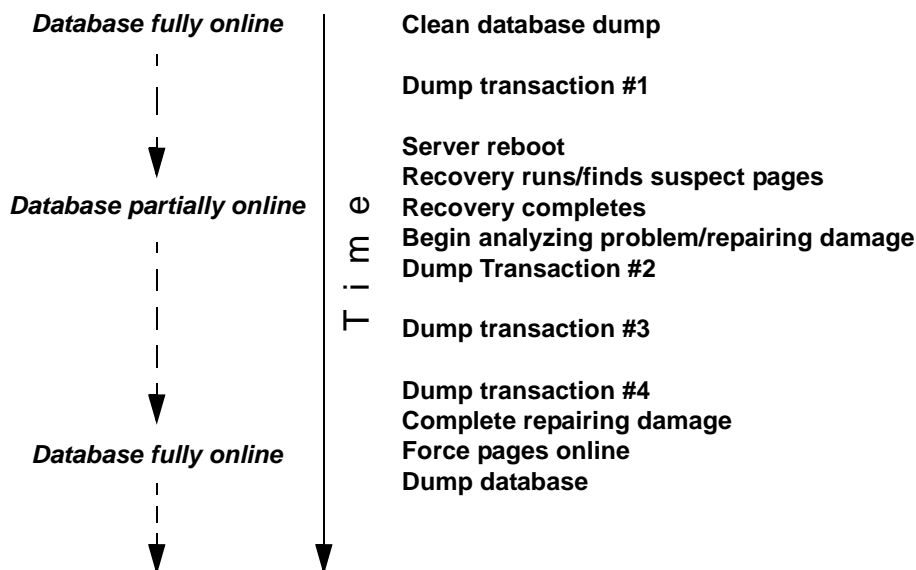 Database fully online
Clean database dump
Dump transaction #1
Server reboot
Recovery runs/finds suspect pages
Database partially online
Recovery completes
Begin analyzing problem/repairing damage
Dump Transaction #2
Time
Dump transaction #3
Dump transaction #4
Complete repairing damage
Database fully online
Force pages online
Dump database